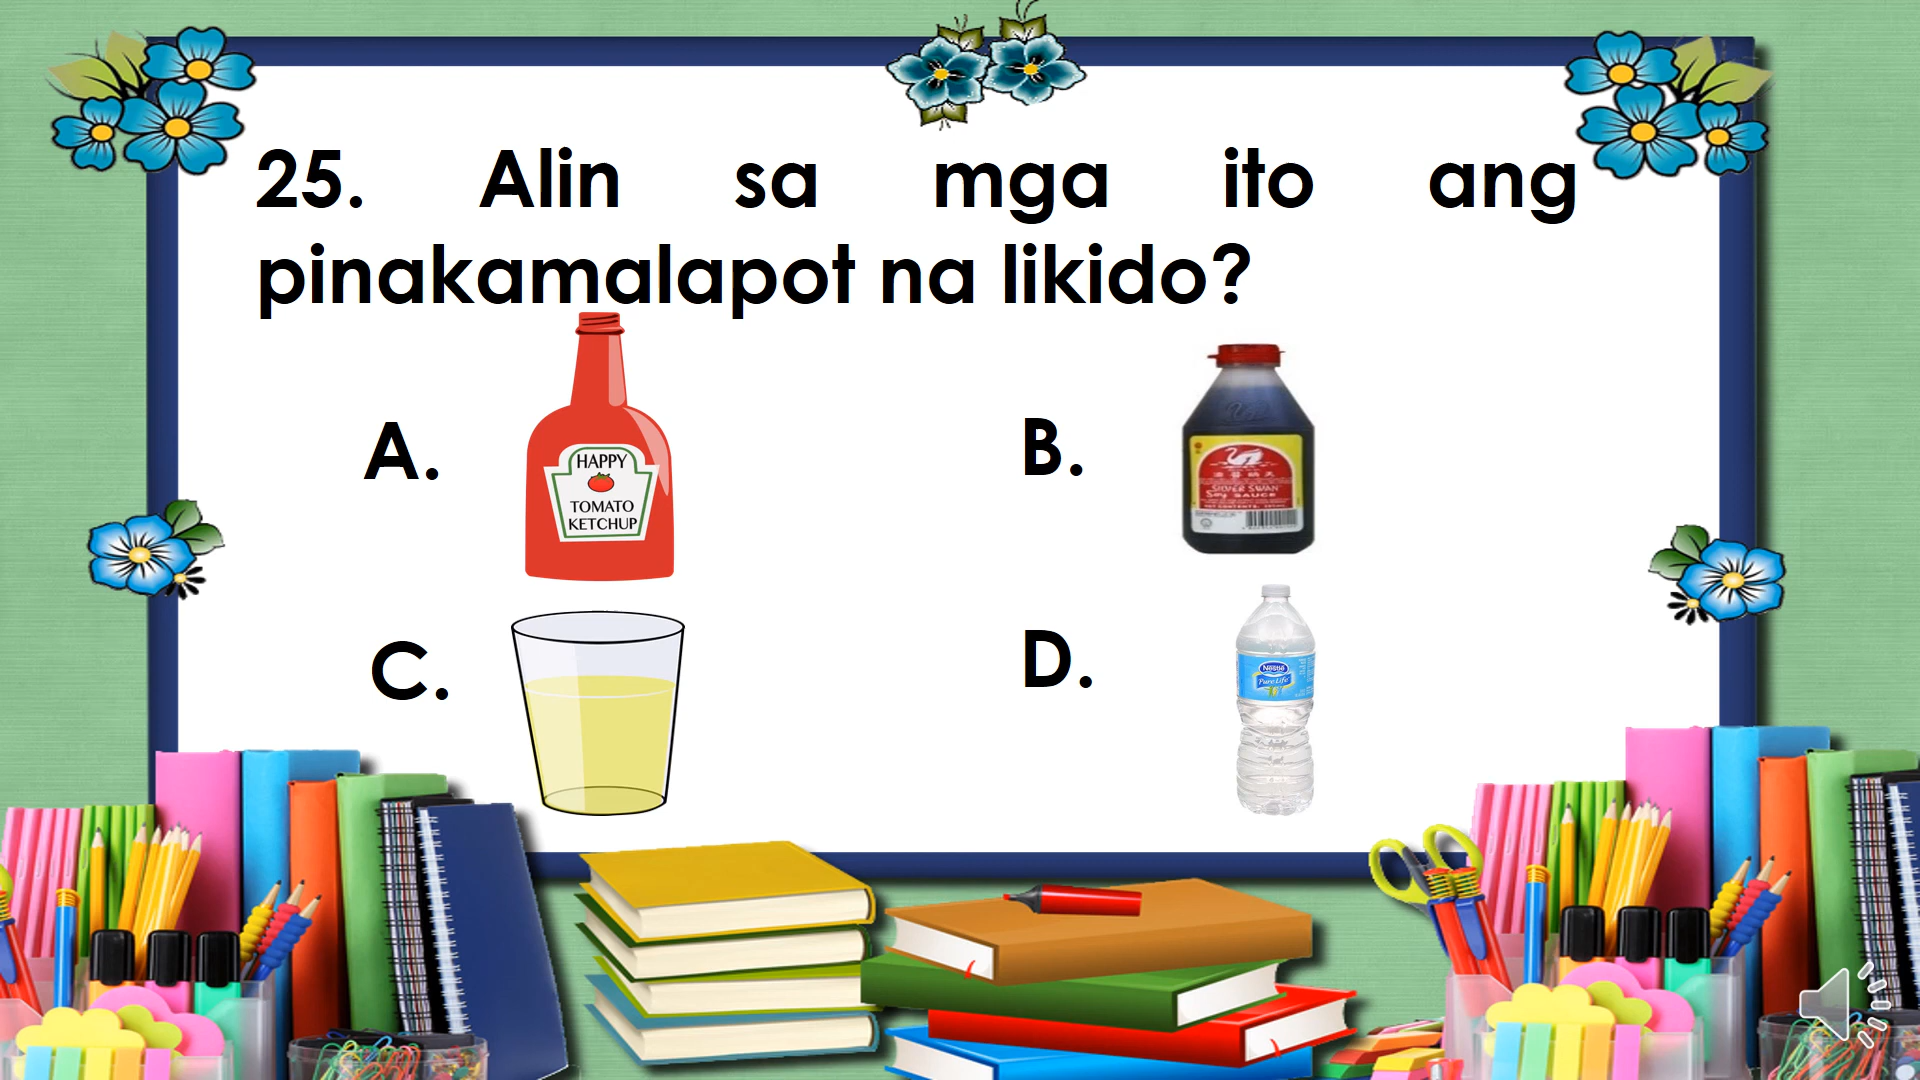 25. Alin sa mga ito ang
pinakamalapot na likido?
A.
HAPPY
TOMATO
KETCHUP
B.
SILVER SWAN
Soy SAUCE
C.
D.
Nestlé
Pure Life